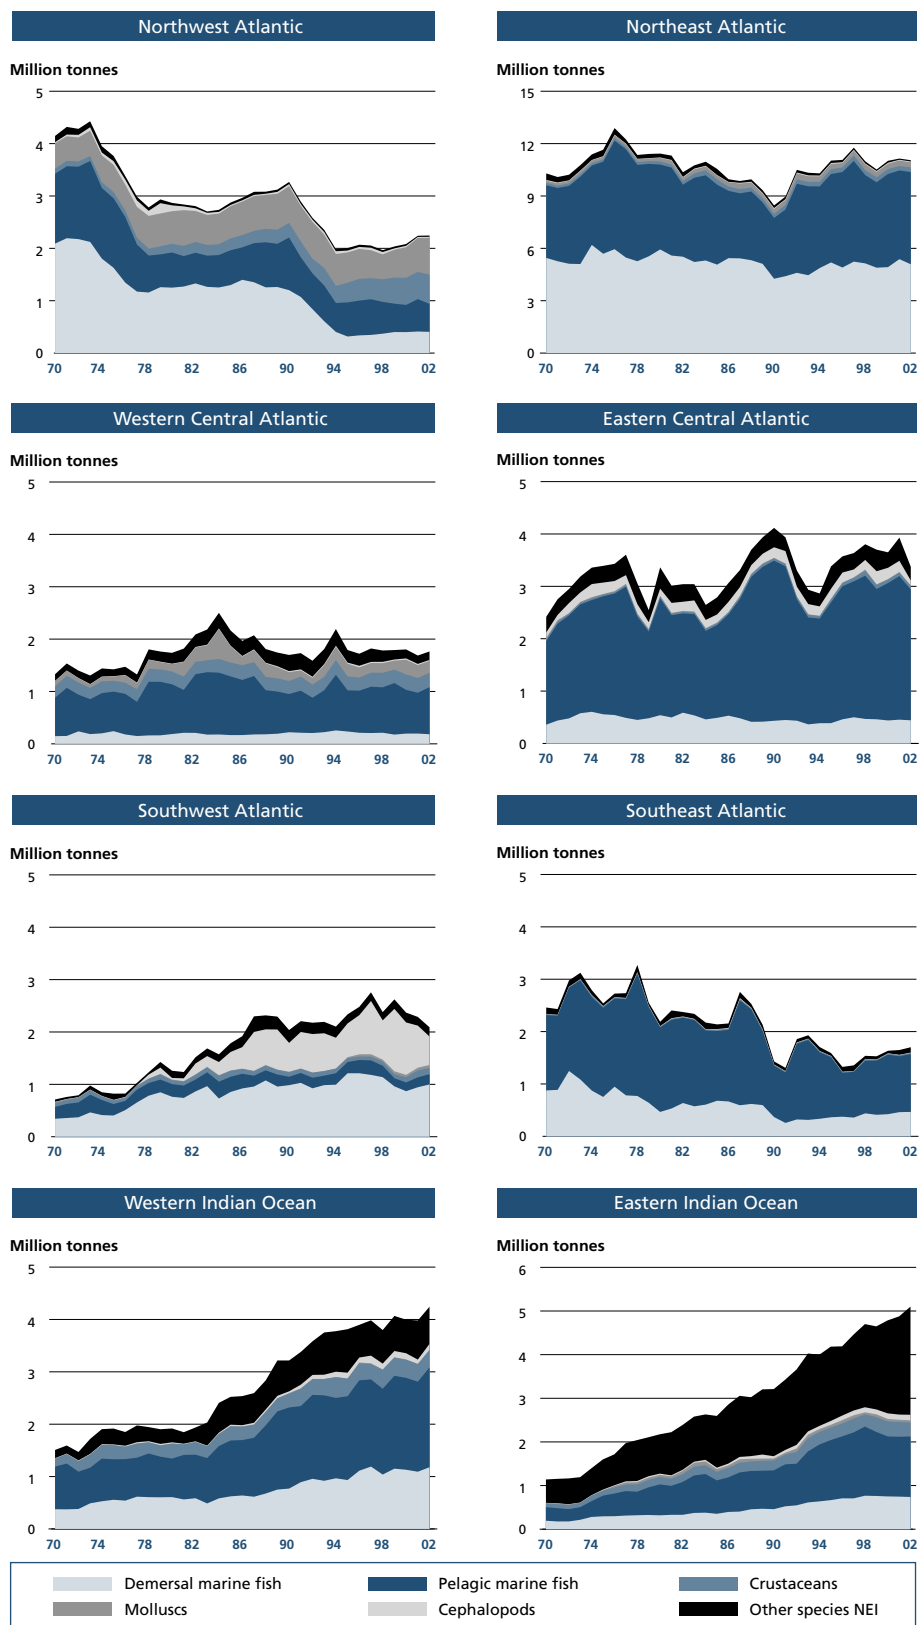 Northwest Atlantic
Million tonnes
5
4
3
2
1
0
70 74 78 82 86 90 94 98 02
Northeast Atlantic
Million tonnes
15
12
9
6
3
0
70 74 78 82 86 90 94 98 02
Western Central Atlantic
Million tonnes
5
4
3
2
1
0
70 74 78 82 86 90 94 98 02
Eastern Central Atlantic
Million tonnes
5
4
3
2
1
0
70 74 78 82 86 90 94 98 02
Southwest Atlantic
Million tonnes
5
4
3
2
1
0
70 74 78 82 86 90 94 98 02
Southeast Atlantic
Million tonnes
5
4
3
2
1
0
70 74 78 82 86 90 94 98 02
Western Indian Ocean
Million tonnes
5
4
3
2
1
0
70 74 78 82 86 90 94 98 02
Eastern Indian Ocean
Million tonnes
6
5
4
3
2
1
0
70 74 78 82 86 90 94 98 02
Demersal marine fish Pelagic marine fish Crustaceans
Molluscs Cephalopods Other species NEI